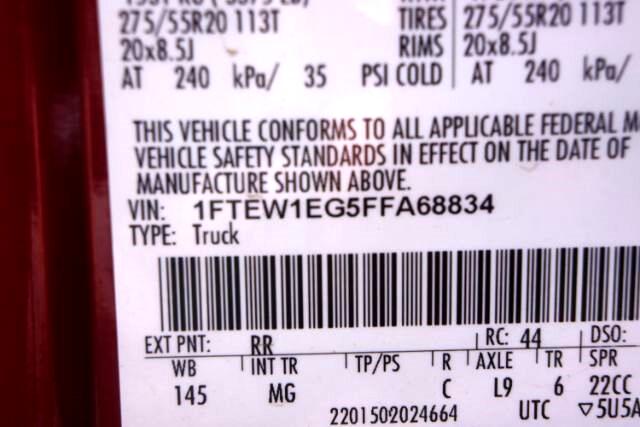 275/55R20 113T TIRES 275/55R20 113T
20x8.5J RIMS 20x8.5J
AT 240 kPa/ 35 PSI COLD AT 240 kPa/
THIS VEHICLE CONFORMS TO ALL APPLICABLE FEDERAL M
VEHICLE SAFETY STANDARDS IN EFFECT ON THE DATE OF
MANUFACTURE SHOWN ABOVE.
VIN: 1FTEW1EG5FFA68834
TYPE: Truck
EXT PNT: RR RC: 44 DSO:
WB INT TR TP/PS R AXLE TR SPR
145 MG C L9 6 22CC
2201502024664 UTC ▽5U5A